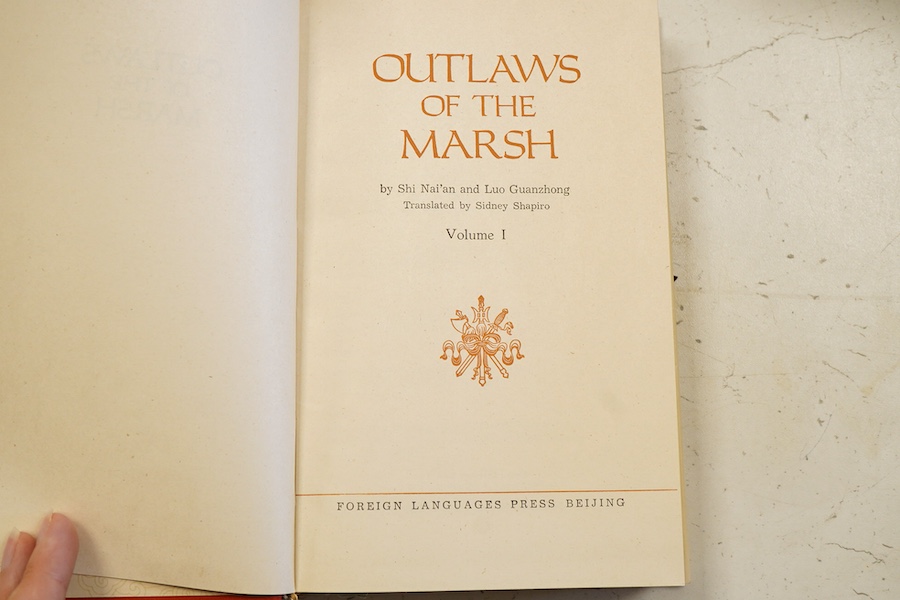 OUTLAWS
OF THE
MARSH
by Shi Nai'an and Luo Guanzhong
Translated by Sidney Shapiro
Volume I
FOREIGN LANGUAGES PRESS BEIJING